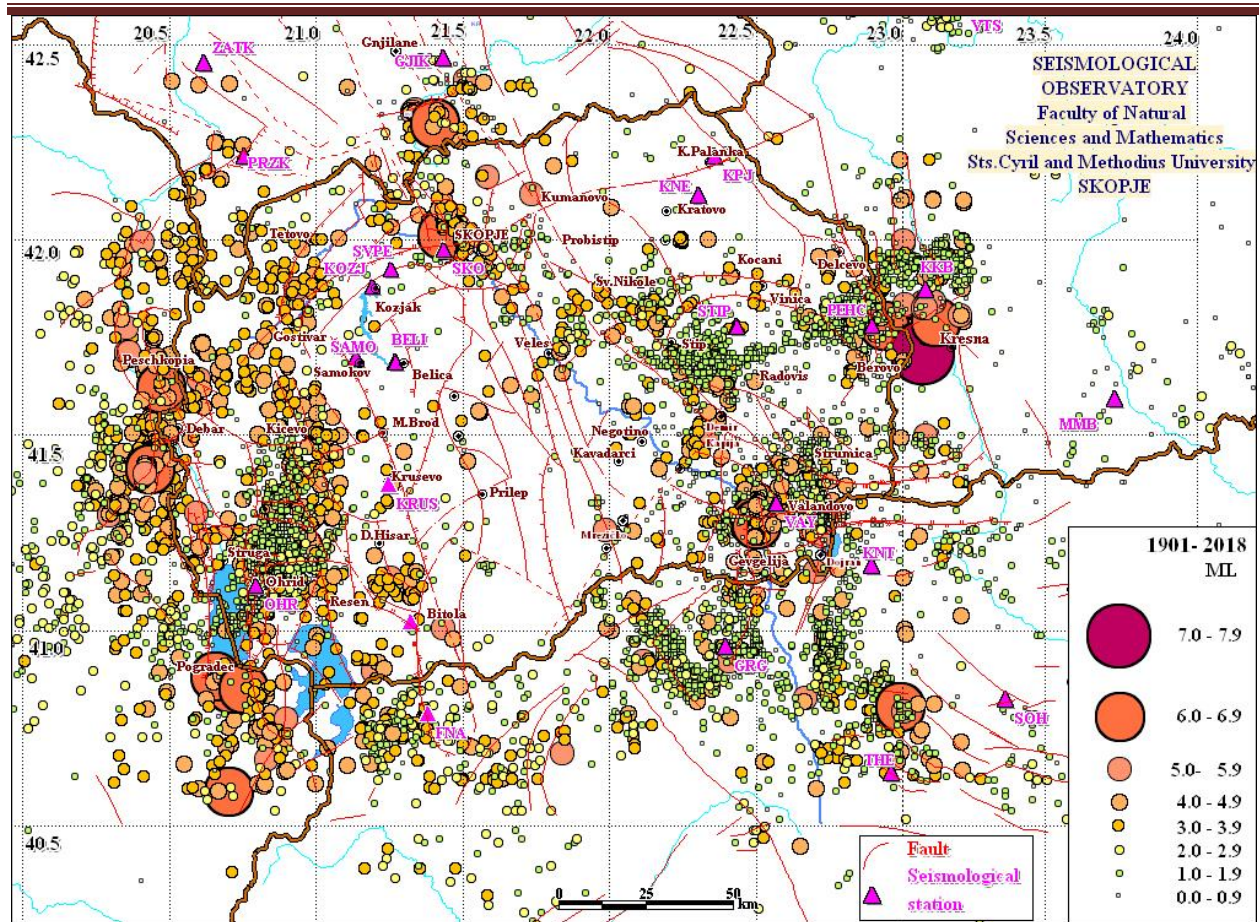 20.5
21.0
21.5
22.0
22.5
23.0
23.5
24.0
42.5
42.0
41.5
41.0
40.5
ZATK
Gnjilane
GJIK
VTS
SEISMOLOGICAL
OBSERVATORY
Faculty of Natural
Sciences and Mathematics
Sts.Cyril and Methodius University
SKOPJE
PRZK
K.Palanka
KPJ
KNE
Kratovo
Kumanovo
Tetovo
SKOPJE
Probistip
SVPE
SKO
KOZJ
Kozjak
Kocani
Delcevo
KKB
Sv.Nikole
Vinica
Gostivar
STIP
PEHC
Kresna
SAMO
BELI
Samokov
Belica
Veles
Stip
Peschkopia
Radovis
Berovo
MMB
Debar
Kicevo
M.Brod
Negotino
Demir
Kapija
Kavadarci
Strumica
Krusevo
KRUS
Prilep
Valandovo
VAY
D.Hisar
Struga
Gevgelija
Dojran
KNT
Ohrid
OHR
Resen
Bitola
Pogradec
GRG
FNA
SOH
THE
1901- 2018
ML
7.0 - 7.9
6.0 - 6.9
5.0- 5.9
4.0 - 4.9
3.0 - 3.9
2.0 - 2.9
1.0 - 1.9
0.0 - 0.9
Fault
Seismological
station
0 25 50
km